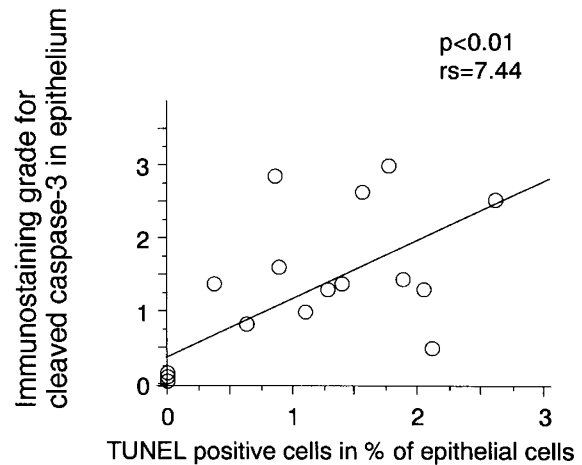 p<0.01
rs=7.44
Immunostaining grade for
cleaved caspase-3 in epithelium
3
2
1
0
0
1
2
3
TUNEL positive cells in % of epithelial cells